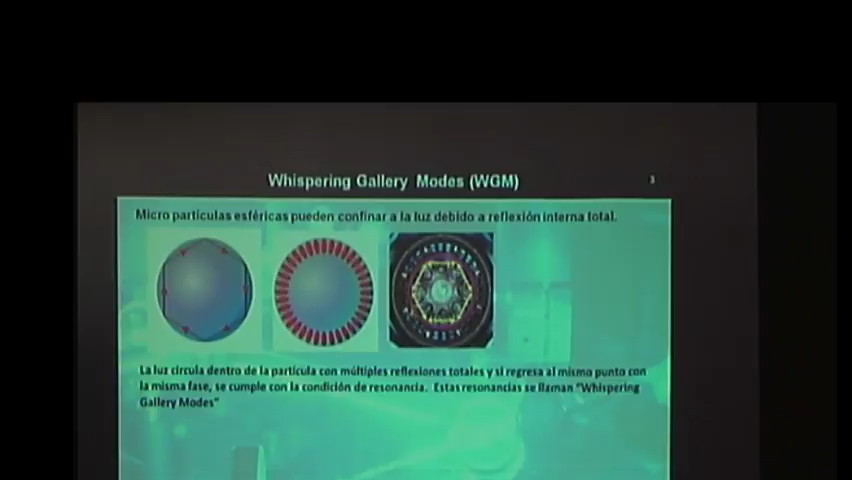 Whispering Gallery Modes (WGM)
3
Micro partículas esféricas pueden confinar a la luz debido a reflexión interna total.
La luz circula dentro de la partícula con múltiples reflexiones totales y si regresa al mismo punto con
la misma fase, se cumple con la condición de resonancia. Estas resonancias se llaman "Whispering
Gallery Modes"